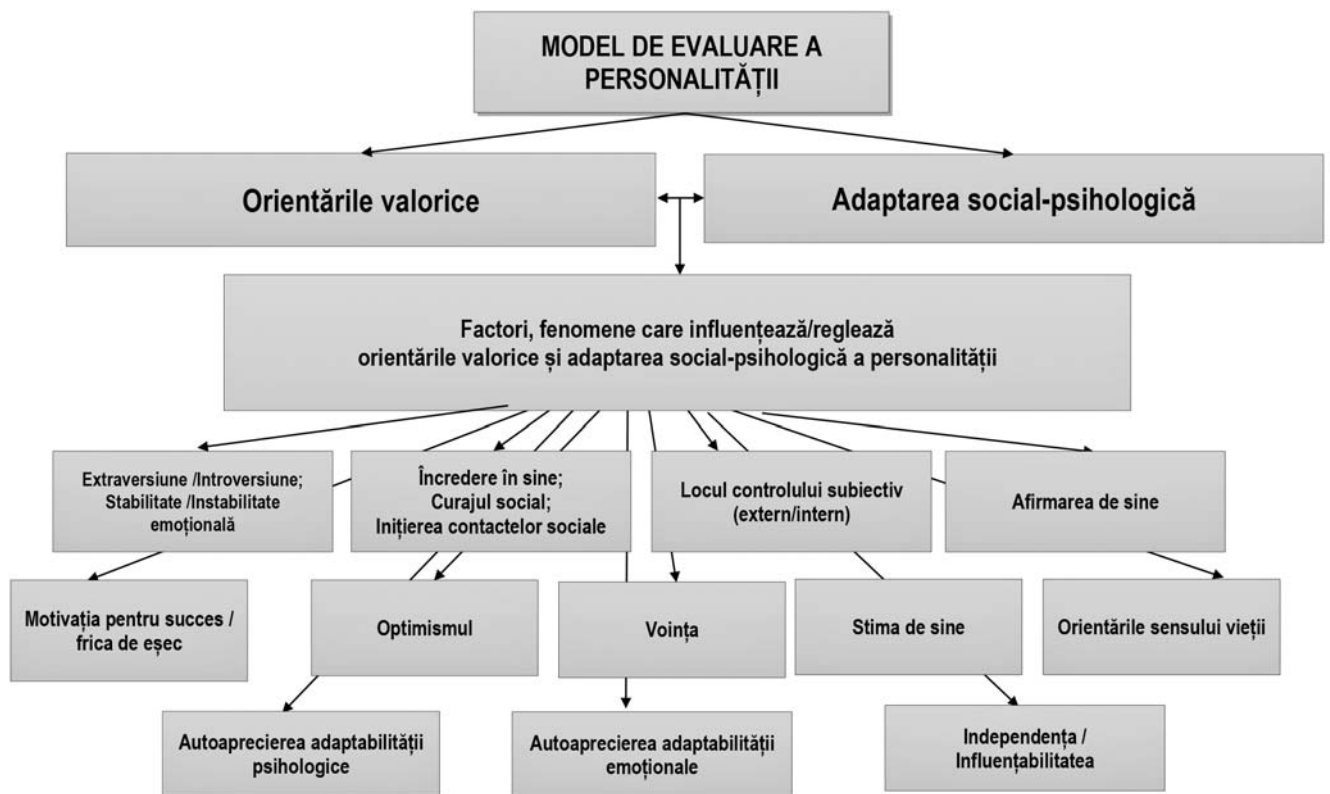 MODEL DE EVALUARE A
PERSONALITĂȚII
Orientările valorice
Adaptarea social-psihologică
Factori, fenomene care influențează/reglează
orientările valorice și adaptarea social-psihologică a personalității
Extraversiune /Introversiune;
Stabilitate /Instabilitate
emoțională
Încredere în sine;
Curajul social;
Inițierea contactelor sociale
Locul controlului subiectiv
(extern/intern)
Afirmarea de sine
Motivația pentru succes /
frica de eșec
Optimismul
Voința
Stima de sine
Orientările sensului vieții
Autoaprecierea adaptabilității
psihologice
Autoaprecierea adaptabilității
emoționale
Independența /
Influențabilitatea